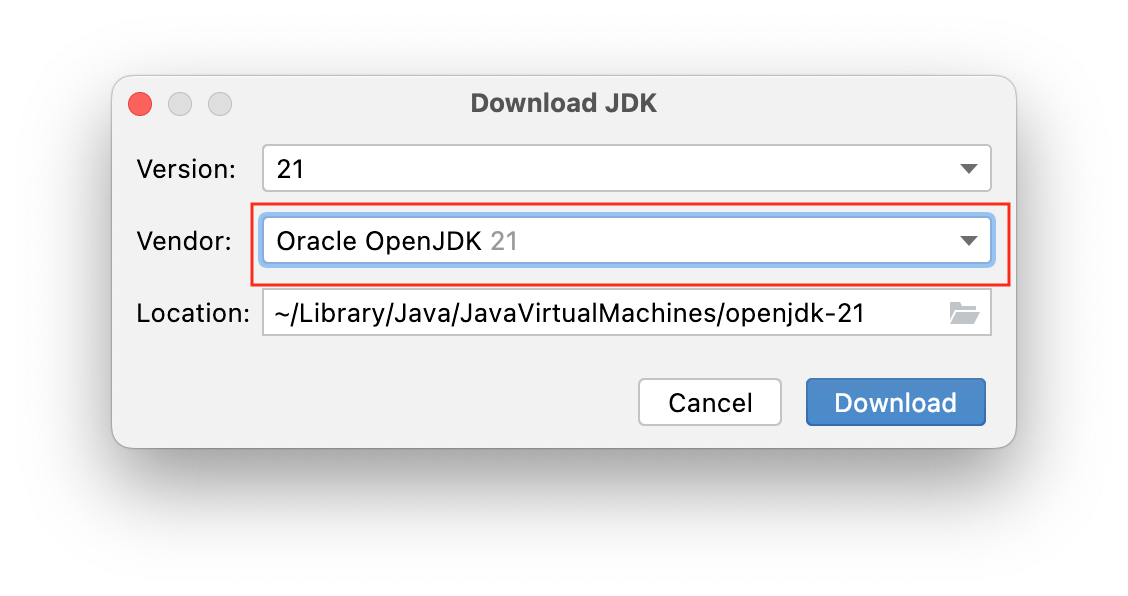 Download JDK
Version: 21
Vendor: Oracle OpenJDK 21
Location: ~/Library/Java/JavaVirtualMachines/openjdk-21
Cancel Download